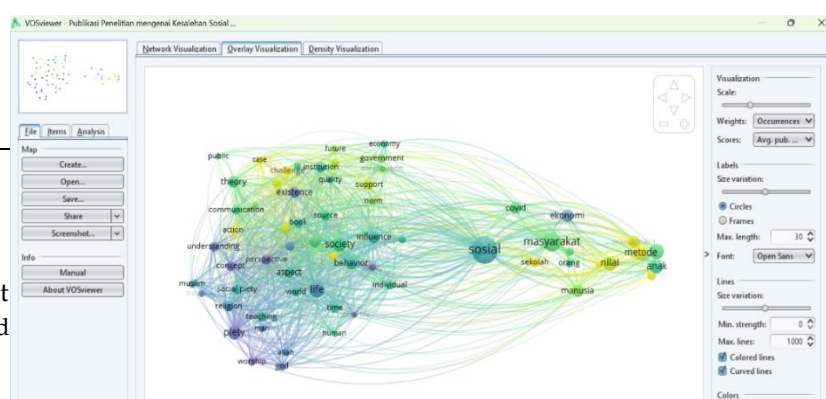 VOSviewer - Publikasi Penelitian mengenai Kesalehan Sosial ...
Network Visualization
Overlay Visualization
Density Visualization
File
Items
Analysis
Map
Create...
Open...
Save...
Share
Screenshot...
Info
Manual
About VOSviewer
t
d
future
economy
public
case
challenge
institution
government
theory
quality
support
existence
norm
communication
book
source
action
society
influence
understanding
perspective
behavior
concept
aspect
muslim
social piety
world
life
individual
religion
time
teaching
piety
man
human
worship
god
covid
ekonomi
sosial
masyarakat
metode
sekolah
orang
nilai
anak
manusia
>
Visualization
Scale:
Weights: Occurrences
Scores: Avg. pub. ...
Labels
Size variation:
Circles
Frames
Max. length: 30
Font: Open Sans
Lines
Size variation:
Min. strength: 0
Max. lines: 1000
Colored lines
Curved lines
Colors